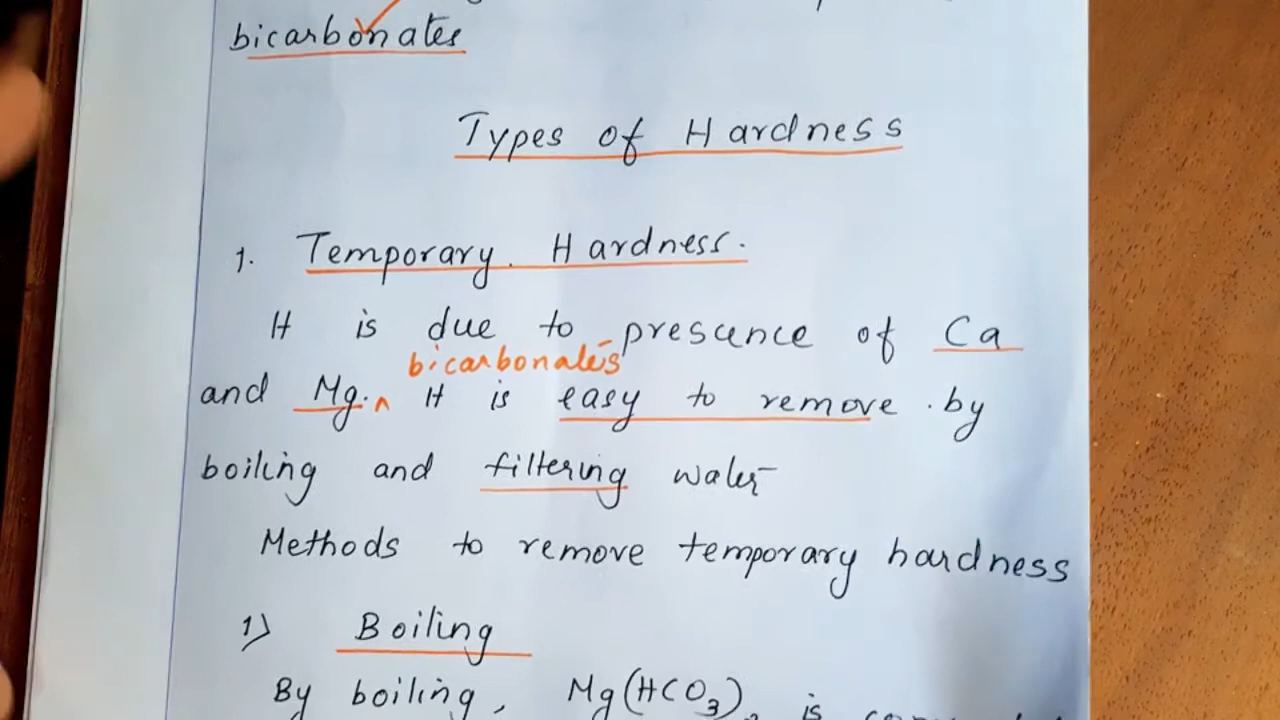 bicarbonates
Types of Hardness
1. Temporary Hardness.
It is due to presence of Ca
bicarbonates
and Mg. ^ It is easy to remove by
boiling and filtering water
Methods to remove temporary hardness
1) Boiling
By boiling, Mg(HCO3)2 is